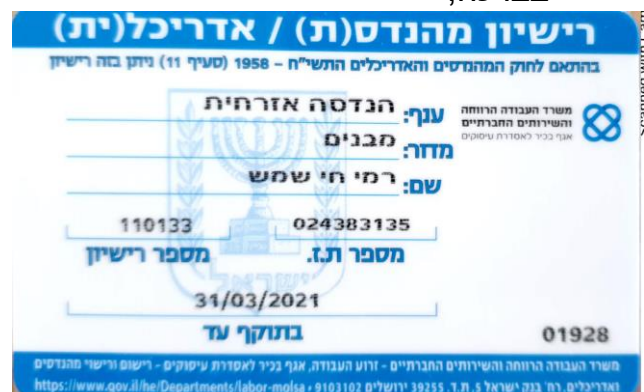 רישיון מהנדס(ת) / אדריכל(ית)
בהתאם לחוק המהנדסים והאדריכלים התשי"ח - 1958 (סעיף 11) ניתן בזה רישיון
משרד העבודה הרווחה
והשירותים החברתיים
אגף בכיר לאסדרת עיסוקים
ענף: הנדסה אזרחית
מדור: מבנים
שם: רמי חי שמש
024383135
מספר ת.ז.
110133
מספר רישיון
ישראל
31/03/2021
בתוקף עד
01928
משרד העבודה הרווחה והשירותים החברתיים - זרוע העבודה, אגף בכיר לאסדרת עיסוקים - רישום ורישוי מהנדסים
ואדריכלים, רח' בנק ישראל 5, ת.ד. 39255 ירושלים 9103102 • https://www.gov.il/he/Departments/labor-molsa